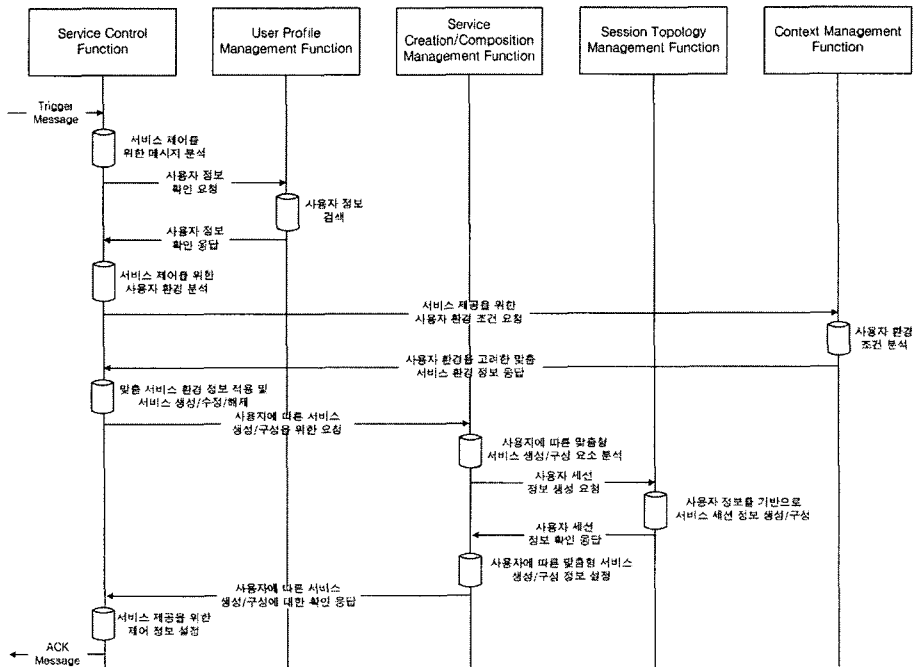 Service Control
Function
User Profile
Management Function
Service
Creation/Composition
Management Function
Session Topology
Management Function
Context Management
Function
Trigger
Message
서비스 제어를
위한 메시지 분석
사용자 정보
확인 요청
사용자 정보
검색
사용자 정보
확인 응답
서비스 제어를 위한
사용자 환경 분석
서비스 제공을 위한
사용자 환경 조건 요청
사용자 환경
조건 분석
사용자 환경을 고려한 맞춤
서비스 환경 정보 응답
맞춤 서비스 환경 정보 적용 및
서비스 생성/수정/해제
사용자에 따른 서비스
생성/구성을 위한 요청
사용자에 따른 맞춤형
서비스 생성/구성 요소 분석
사용자 세션
정보 생성 요청
사용자 정보를 기반으로
서비스 세션 정보 생성/구성
사용자 세션
정보 확인 응답
사용자에 따른 맞춤형 서비스
생성/구성 정보 설정
사용자에 따른 서비스
생성/구성에 대한 확인 응답
서비스 제공을 위한
제어 정보 설정
ACK
Message